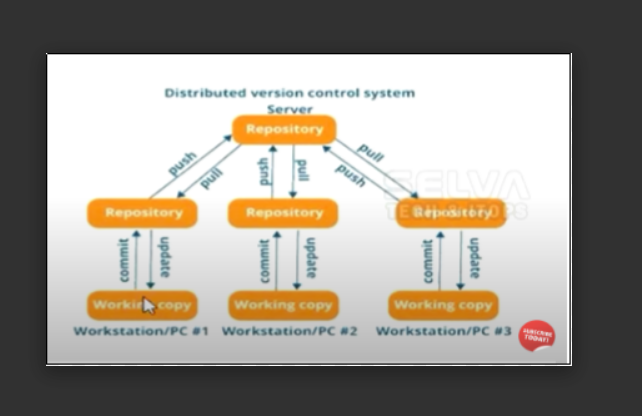 Distributed version control system
Server
Repository
push
pull
push
pull
push
pull
SELVA
TECH & ITOPS
Repository
Repository
Repository
commit
update
commit
update
commit
update
Working copy
Working copy
Working copy
Workstation/PC #1
Workstation/PC #2
Workstation/PC #3
SUBSCRIBE
TODAY!